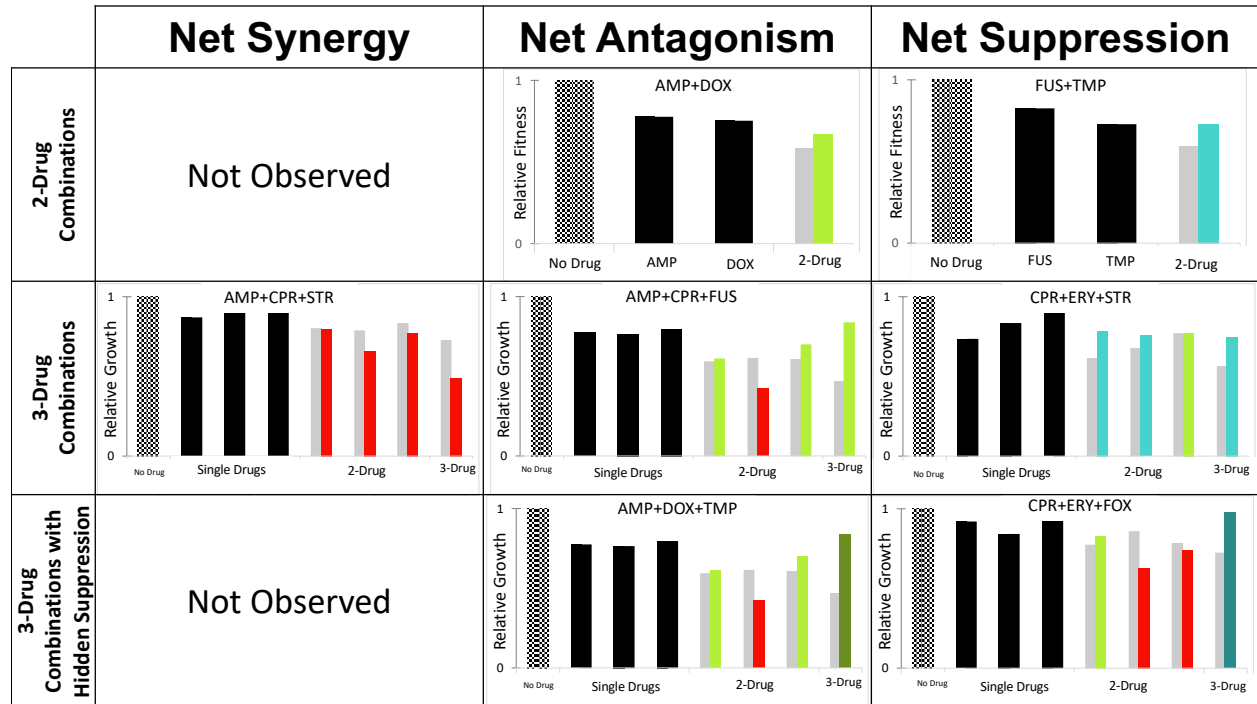 Net Synergy
Net Antagonism
Net Suppression
2-Drug
Combinations
Not Observed
AMP+DOX
Relative Fitness
1
0
No Drug
AMP
DOX
2-Drug
FUS+TMP
Relative Fitness
1
0
No Drug
FUS
TMP
2-Drug
3-Drug
Combinations
AMP+CPR+STR
Relative Growth
1
0
No Drug
Single Drugs
2-Drug
3-Drug
AMP+CPR+FUS
Relative Growth
1
0
No Drug
Single Drugs
2-Drug
3-Drug
CPR+ERY+STR
Relative Growth
1
0
No Drug
Single Drugs
2-Drug
3-Drug
3-Drug
Combinations with
Hidden Suppression
Not Observed
AMP+DOX+TMP
Relative Growth
1
0
No Drug
Single Drugs
2-Drug
3-Drug
CPR+ERY+FOX
Relative Growth
1
0
No Drug
Single Drugs
2-Drug
3-Drug